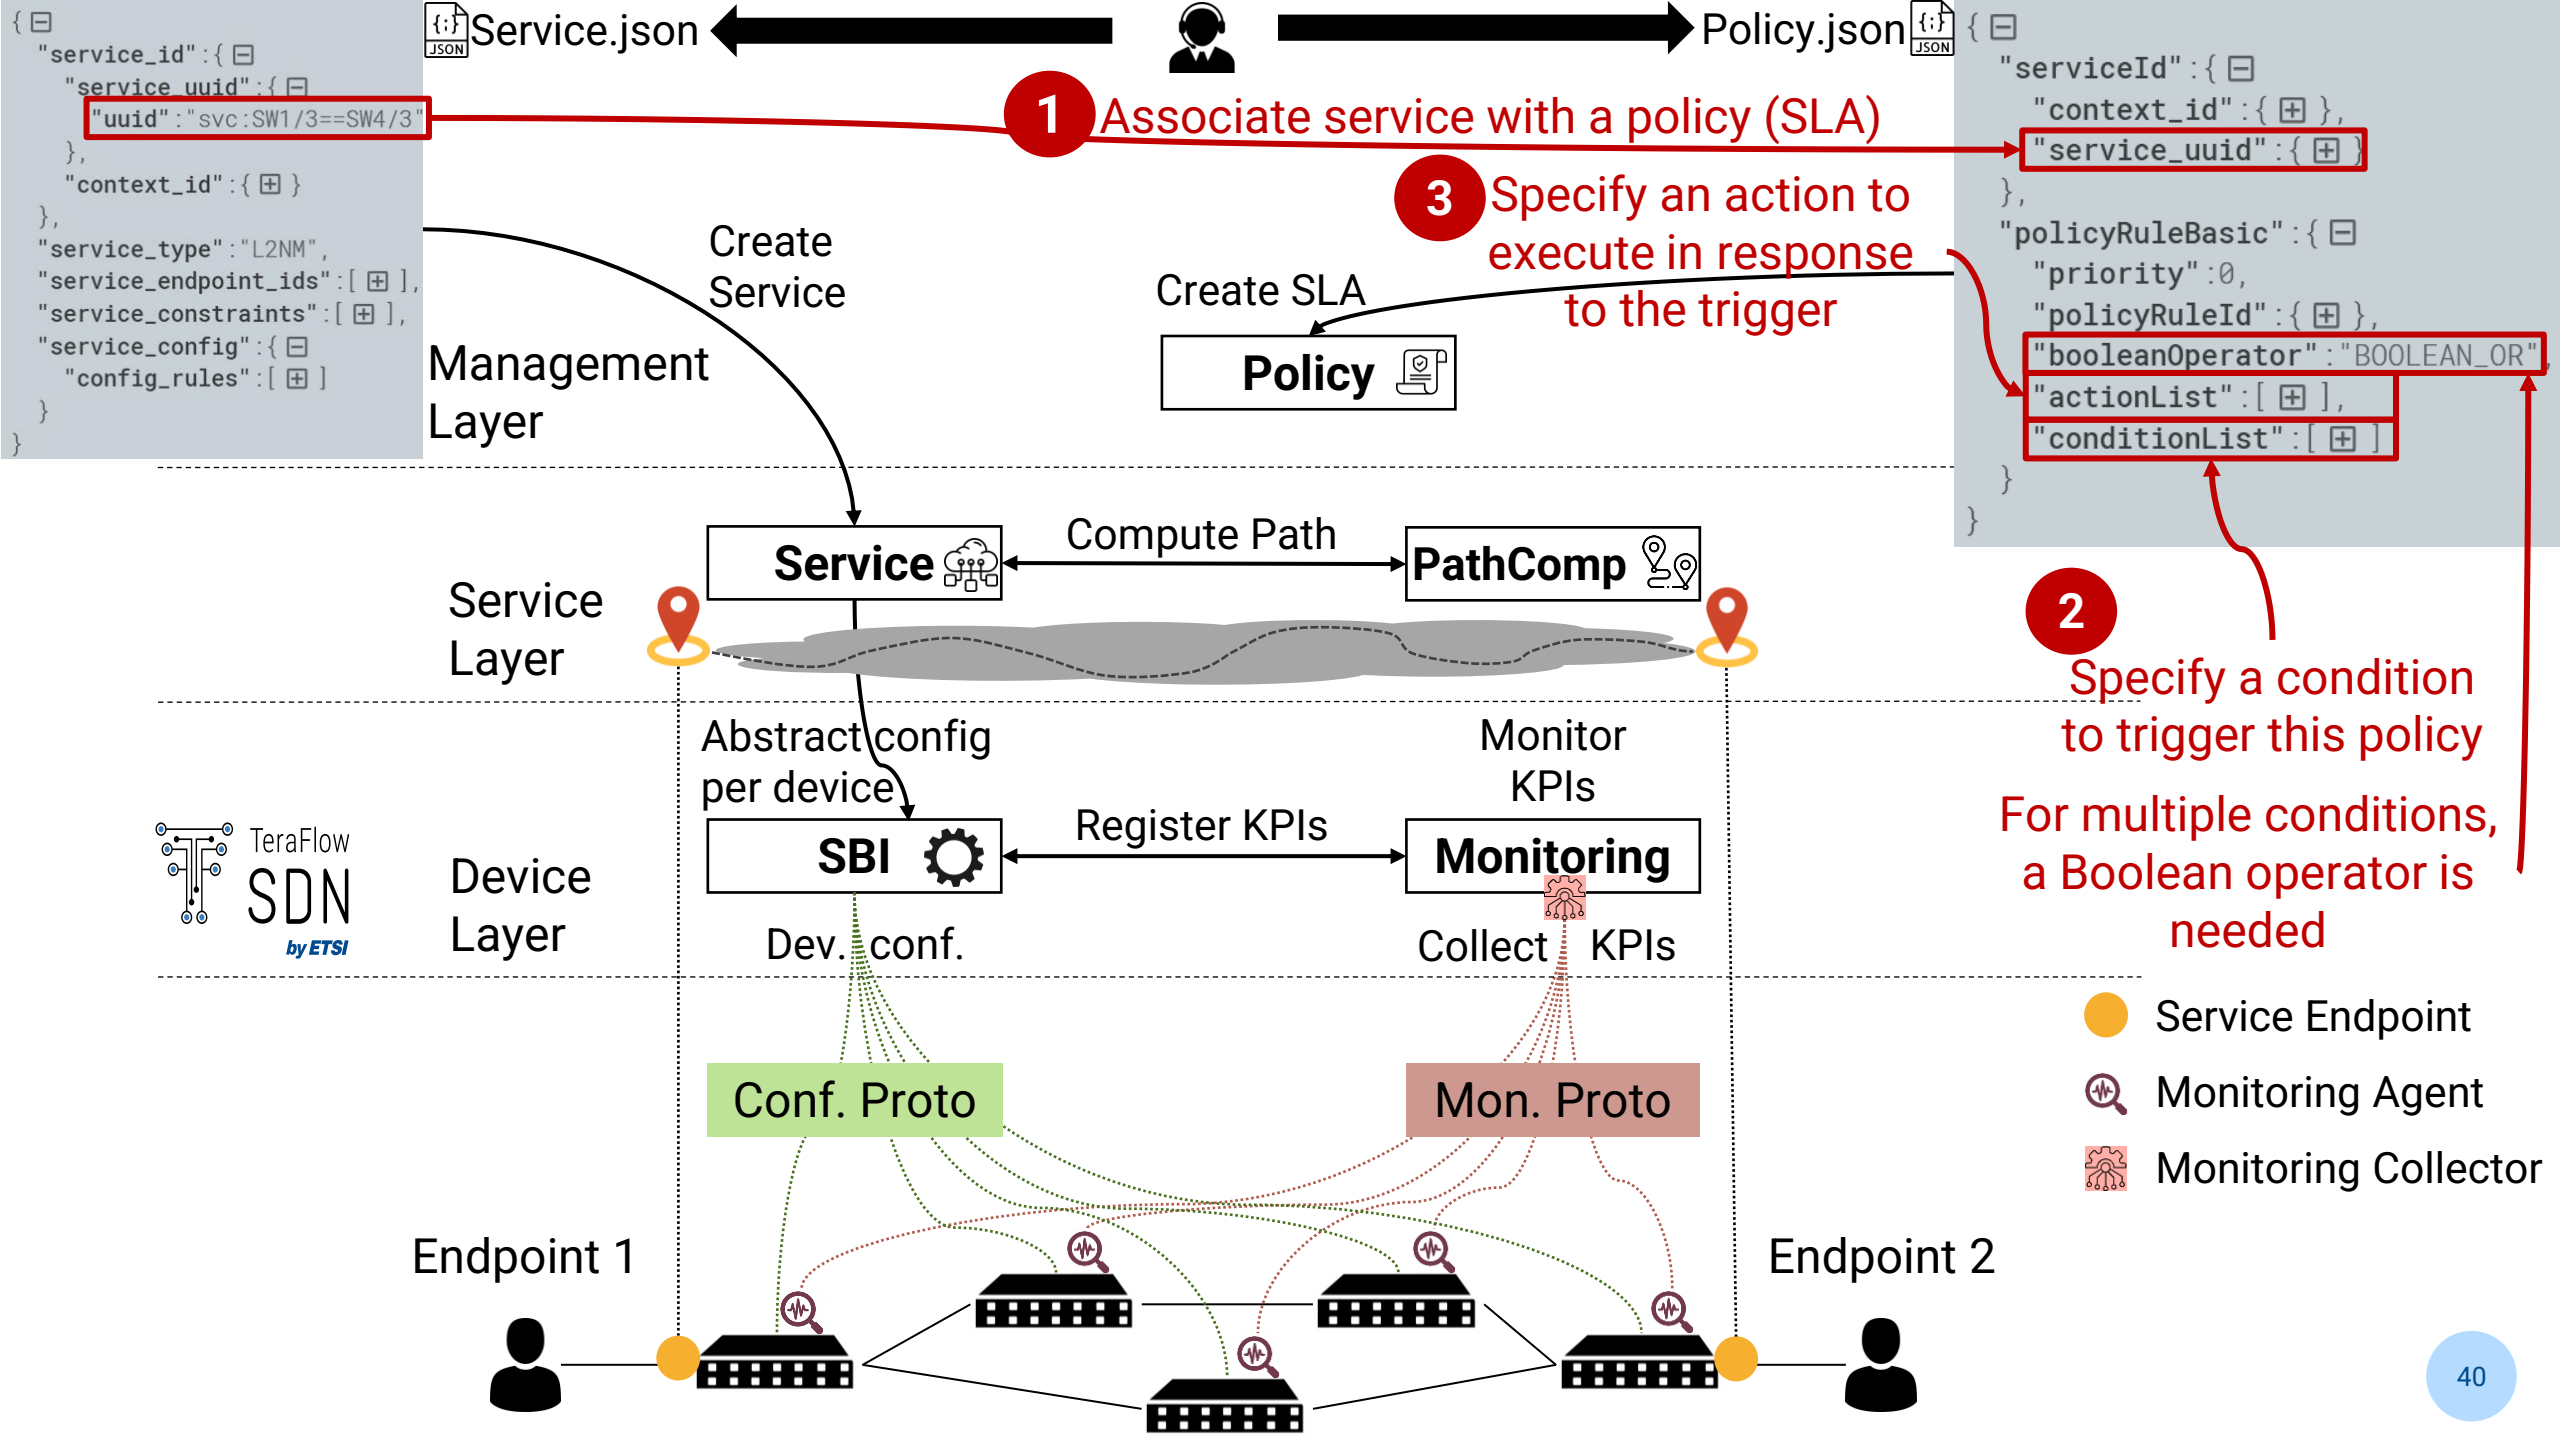 {
"service_id":{
"service_uuid":{
"uuid":"svc:SW1/3==SW4/3"
},
"context_id":{ }
},
"service_type":"L2NM",
"service_endpoint_ids":[ ],
"service_constraints":[ ],
"service_config":{
"config_rules":[ ]
}
}
{;}
JSON
Service.json
Policy.json
{;}
JSON
{
"serviceId":{
"context_id":{ },
"service_uuid":{ }
},
"policyRuleBasic":{
"priority":0,
"policyRuleId":{ },
"booleanOperator":"BOOLEAN_OR",
"actionList":[ ],
"conditionList":[ ]
}
}
1
Associate service with a policy (SLA)
3
Specify an action to
execute in response
to the trigger
Create
Service
Create SLA
Policy
Management
Layer
Service
Compute Path
PathComp
Service
Layer
2
Specify a condition
to trigger this policy
For multiple conditions,
a Boolean operator is
needed
Abstract config
per device
Monitor
KPIs
SBI
Register KPIs
Monitoring
TeraFlow
SDN
by ETSI
Device
Layer
Dev. conf.
Collect KPIs
Conf. Proto
Mon. Proto
Service Endpoint
Monitoring Agent
Monitoring Collector
Endpoint 1
Endpoint 2
40